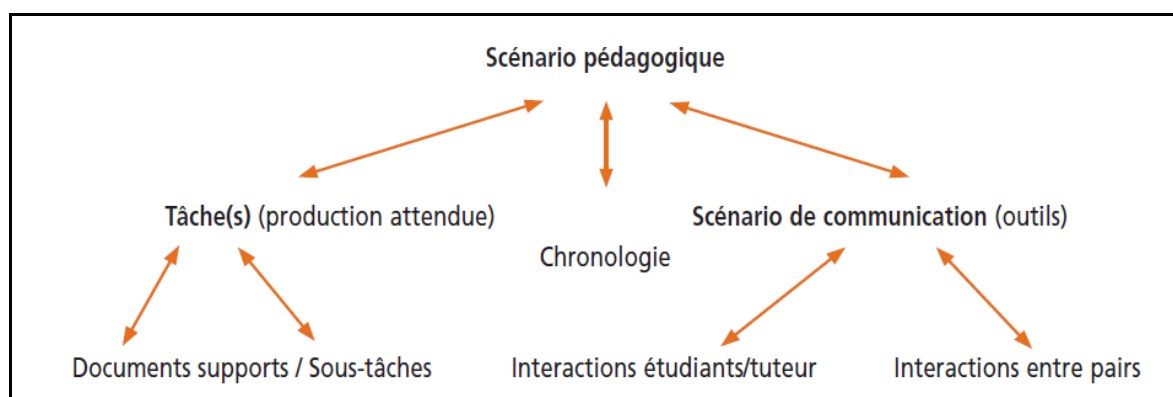 Scénario pédagogique
Tâche(s) (production attendue)
Scénario de communication (outils)
Chronologie
Documents supports / Sous-tâches
Interactions étudiants/tuteur
Interactions entre pairs